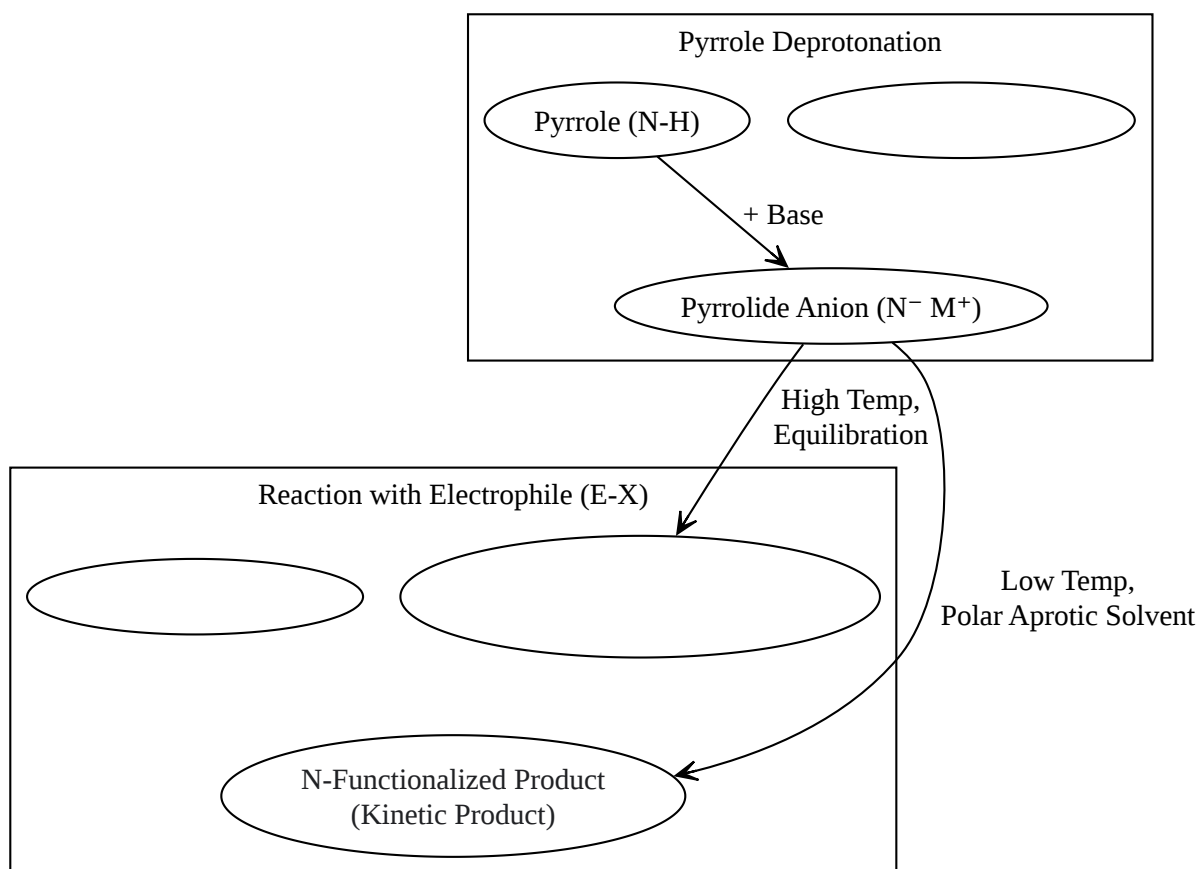 Pyrrole Deprotonation
Pyrrole (N-H)
+ Base
Pyrrolide Anion (N⁻ M⁺)
High Temp,
Equilibration
Reaction with Electrophile (E-X)
Low Temp,
Polar Aprotic Solvent
N-Functionalized Product
(Kinetic Product)